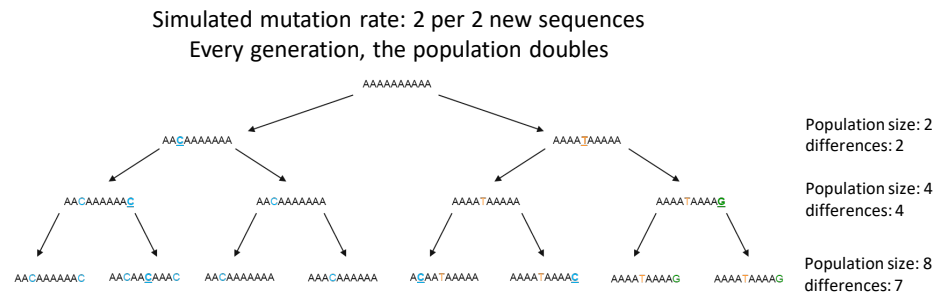 Simulated mutation rate: 2 per 2 new sequences
Every generation, the population doubles
AAAAAAAAAA
AACAAAAAAA AAAATAAAAA
Population size: 2
differences: 2
AACAAAAAAC AACAAAAAAA AAAATAAAAA AAAATAAAAG
Population size: 4
differences: 4
AACAAAAAAC AACAACAAAC AACAAAAAAA AAACAAAAAA ACAATAAAAA AAAATAAAAC AAAATAAAAG AAAATAAAAG
Population size: 8
differences: 7